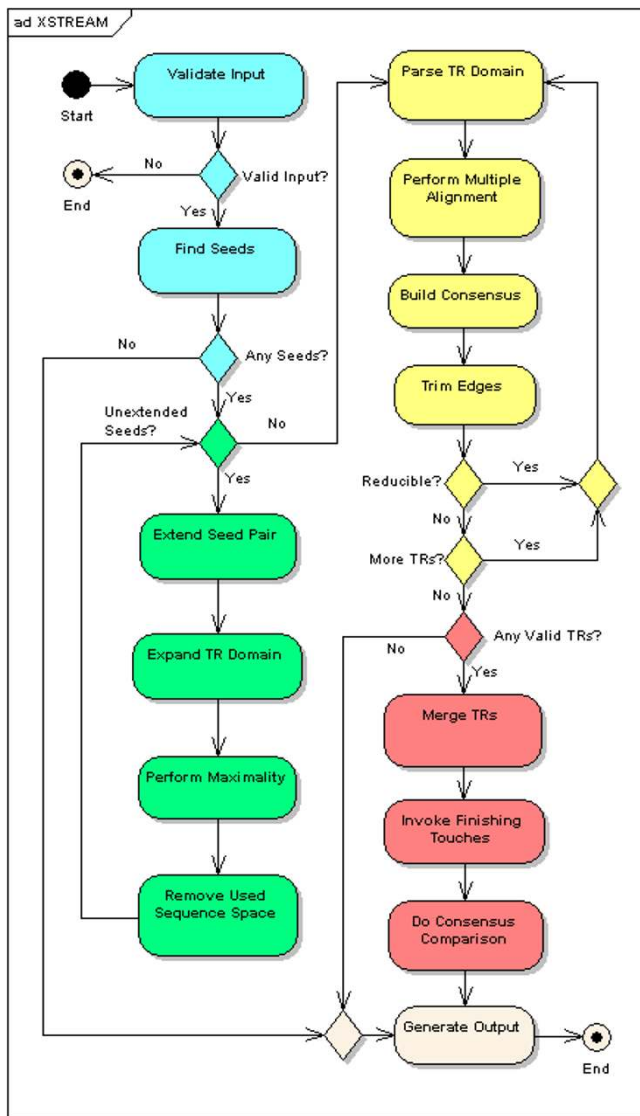 ad XSTREAM
Start
Validate Input
No
End
Valid Input?
Yes
Find Seeds
No
Any Seeds?
Yes
Unextended
Seeds?
No
Yes
Extend Seed Pair
Expand TR Domain
Perform Maximality
Remove Used
Sequence Space
Parse TR Domain
Perform Multiple
Alignment
Build Consensus
Trim Edges
Reducible?
Yes
No
More TRs?
Yes
No
Any Valid TRs?
No
Yes
Merge TRs
Invoke Finishing
Touches
Do Consensus
Comparison
Generate Output
End